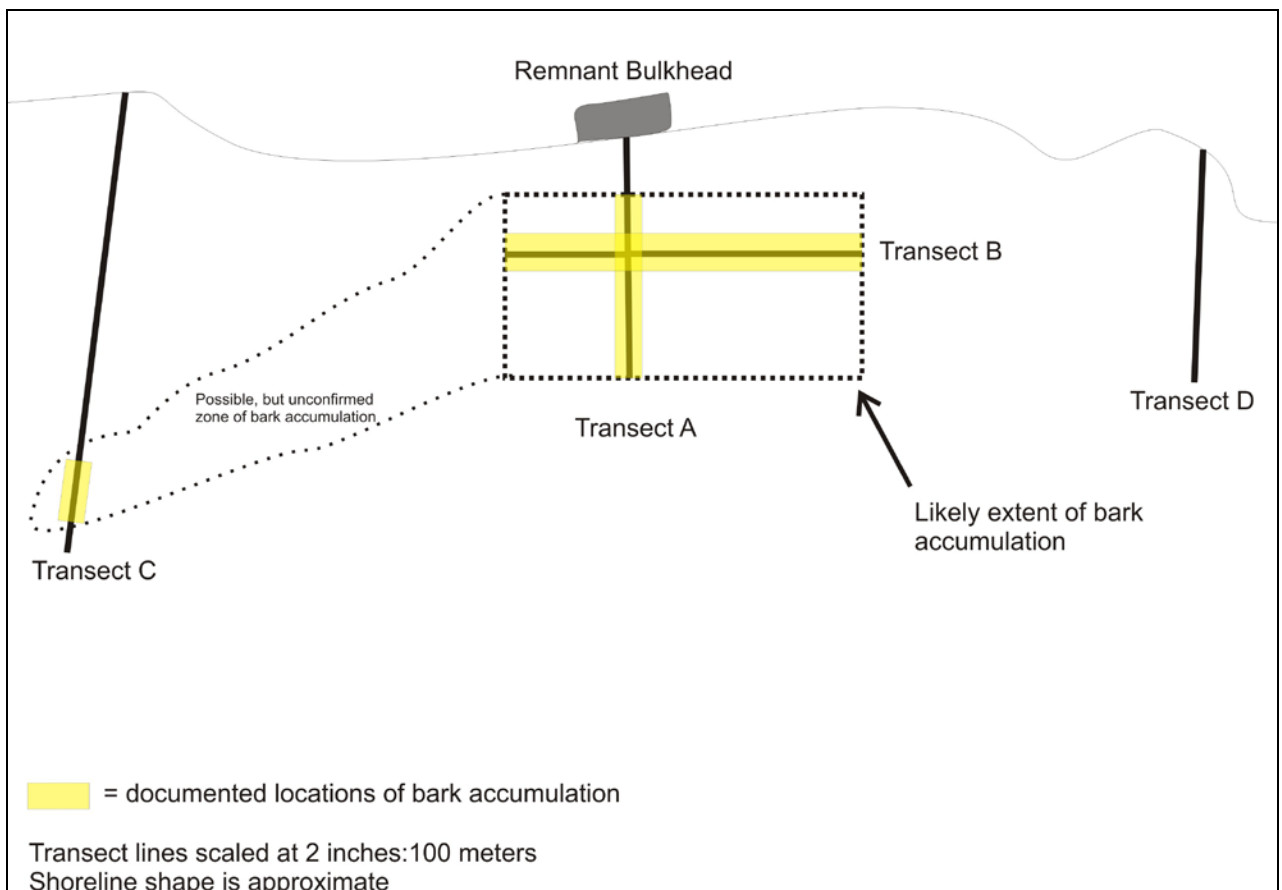 Remnant Bulkhead
Transect B
Possible, but unconfirmed
zone of bark accumulation
Transect D
Transect A
Likely extent of bark
accumulation
Transect C
= documented locations of bark accumulation
Transect lines scaled at 2 inches:100 meters
Shoreline shape is approximate